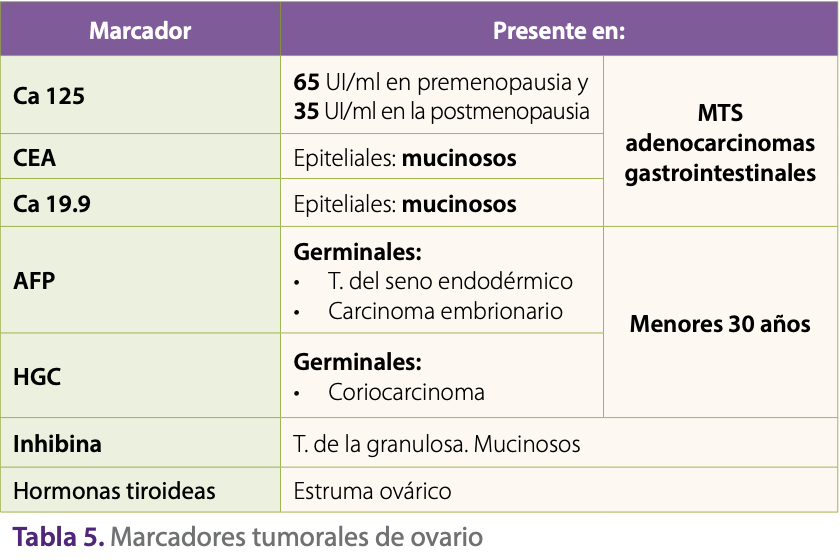 Marcador
Presente en:
Ca 125
65 UI/ml en premenopausia y
35 UI/ml en la postmenopausia
MTS
adenocarcinomas
gastrointestinales
CEA
Epiteliales: mucinosos
Ca 19.9
Epiteliales: mucinosos
AFP
Germinales:
• T. del seno endodérmico
• Carcinoma embrionario
Menores 30 años
HGC
Germinales:
• Coriocarcinoma
Inhibina
T. de la granulosa. Mucinosos
Hormonas tiroideas
Estruma ovárico
Tabla 5. Marcadores tumorales de ovario